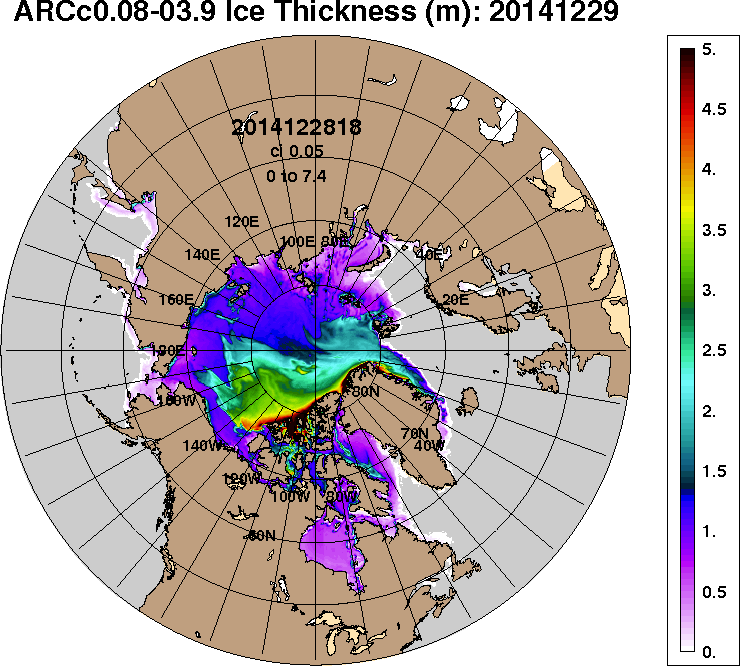 ARCc0.08-03.9 Ice Thickness (m): 20141229
2014122818
ci 0.05
0 to 7.4
120E
100E 80E
140E
40E
160E
20E
180E
160W
80N
140W
70N
40W
120W
100W 80W
60N
5.
4.5
4.
3.5
3.
2.5
2.
1.5
1.
0.5
0.